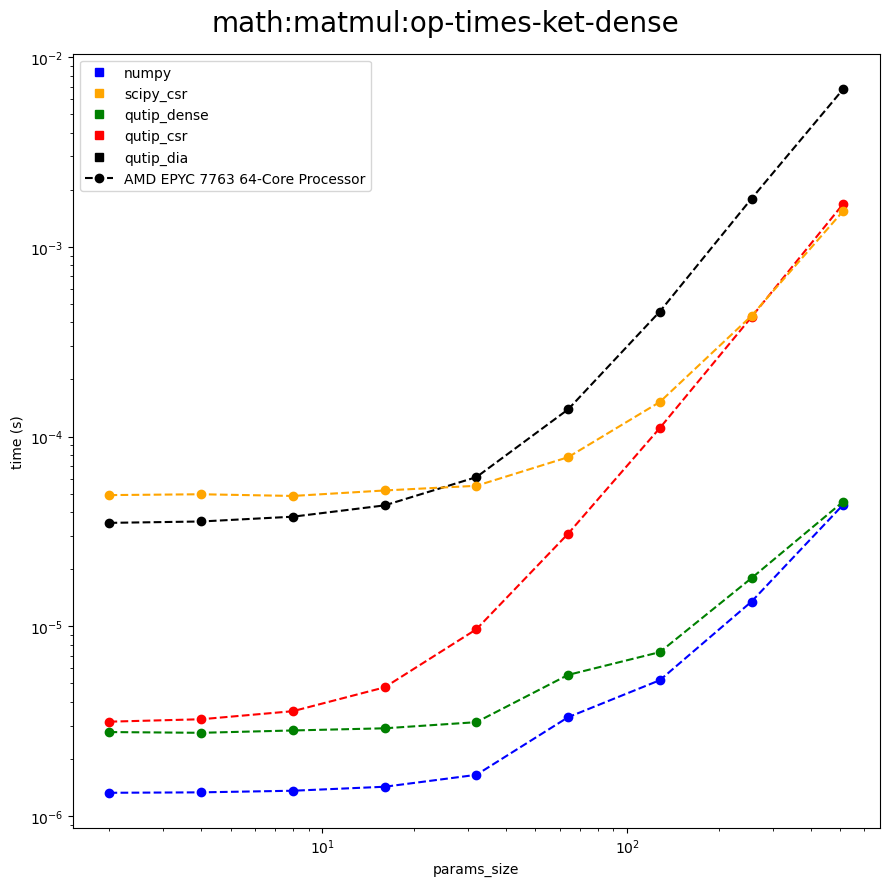 math:matmul:op-times-ket-dense
numpy
scipy_csr
qutip_dense
qutip_csr
qutip_dia
AMD EPYC 7763 64-Core Processor
10⁻²
10⁻³
10⁻⁴
10⁻⁵
10⁻⁶
time (s)
10¹ 10²
params_size